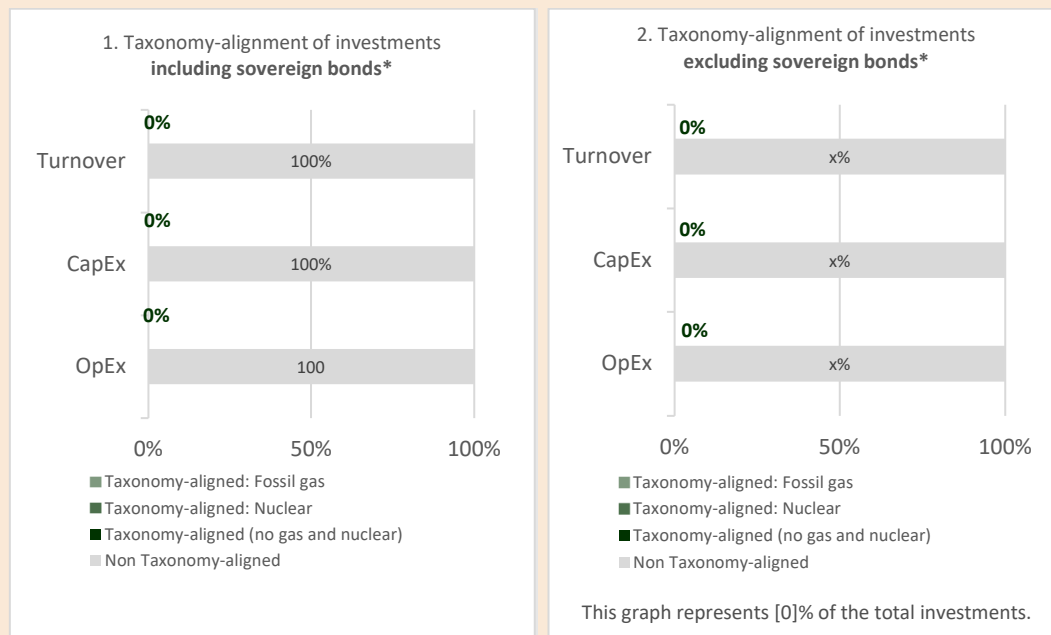 1. Taxonomy-alignment of investments
including sovereign bonds*
0%
Turnover
100%
0%
CapEx
100%
0%
OpEx
100
0%
50%
100%
Taxonomy-aligned: Fossil gas
Taxonomy-aligned: Nuclear
Taxonomy-aligned (no gas and nuclear)
Non Taxonomy-aligned
2. Taxonomy-alignment of investments
excluding sovereign bonds*
0%
Turnover
x%
0%
CapEx
x%
0%
OpEx
x%
0%
50%
100%
Taxonomy-aligned: Fossil gas
Taxonomy-aligned: Nuclear
Taxonomy-aligned (no gas and nuclear)
Non Taxonomy-aligned
This graph represents [0]% of the total investments.